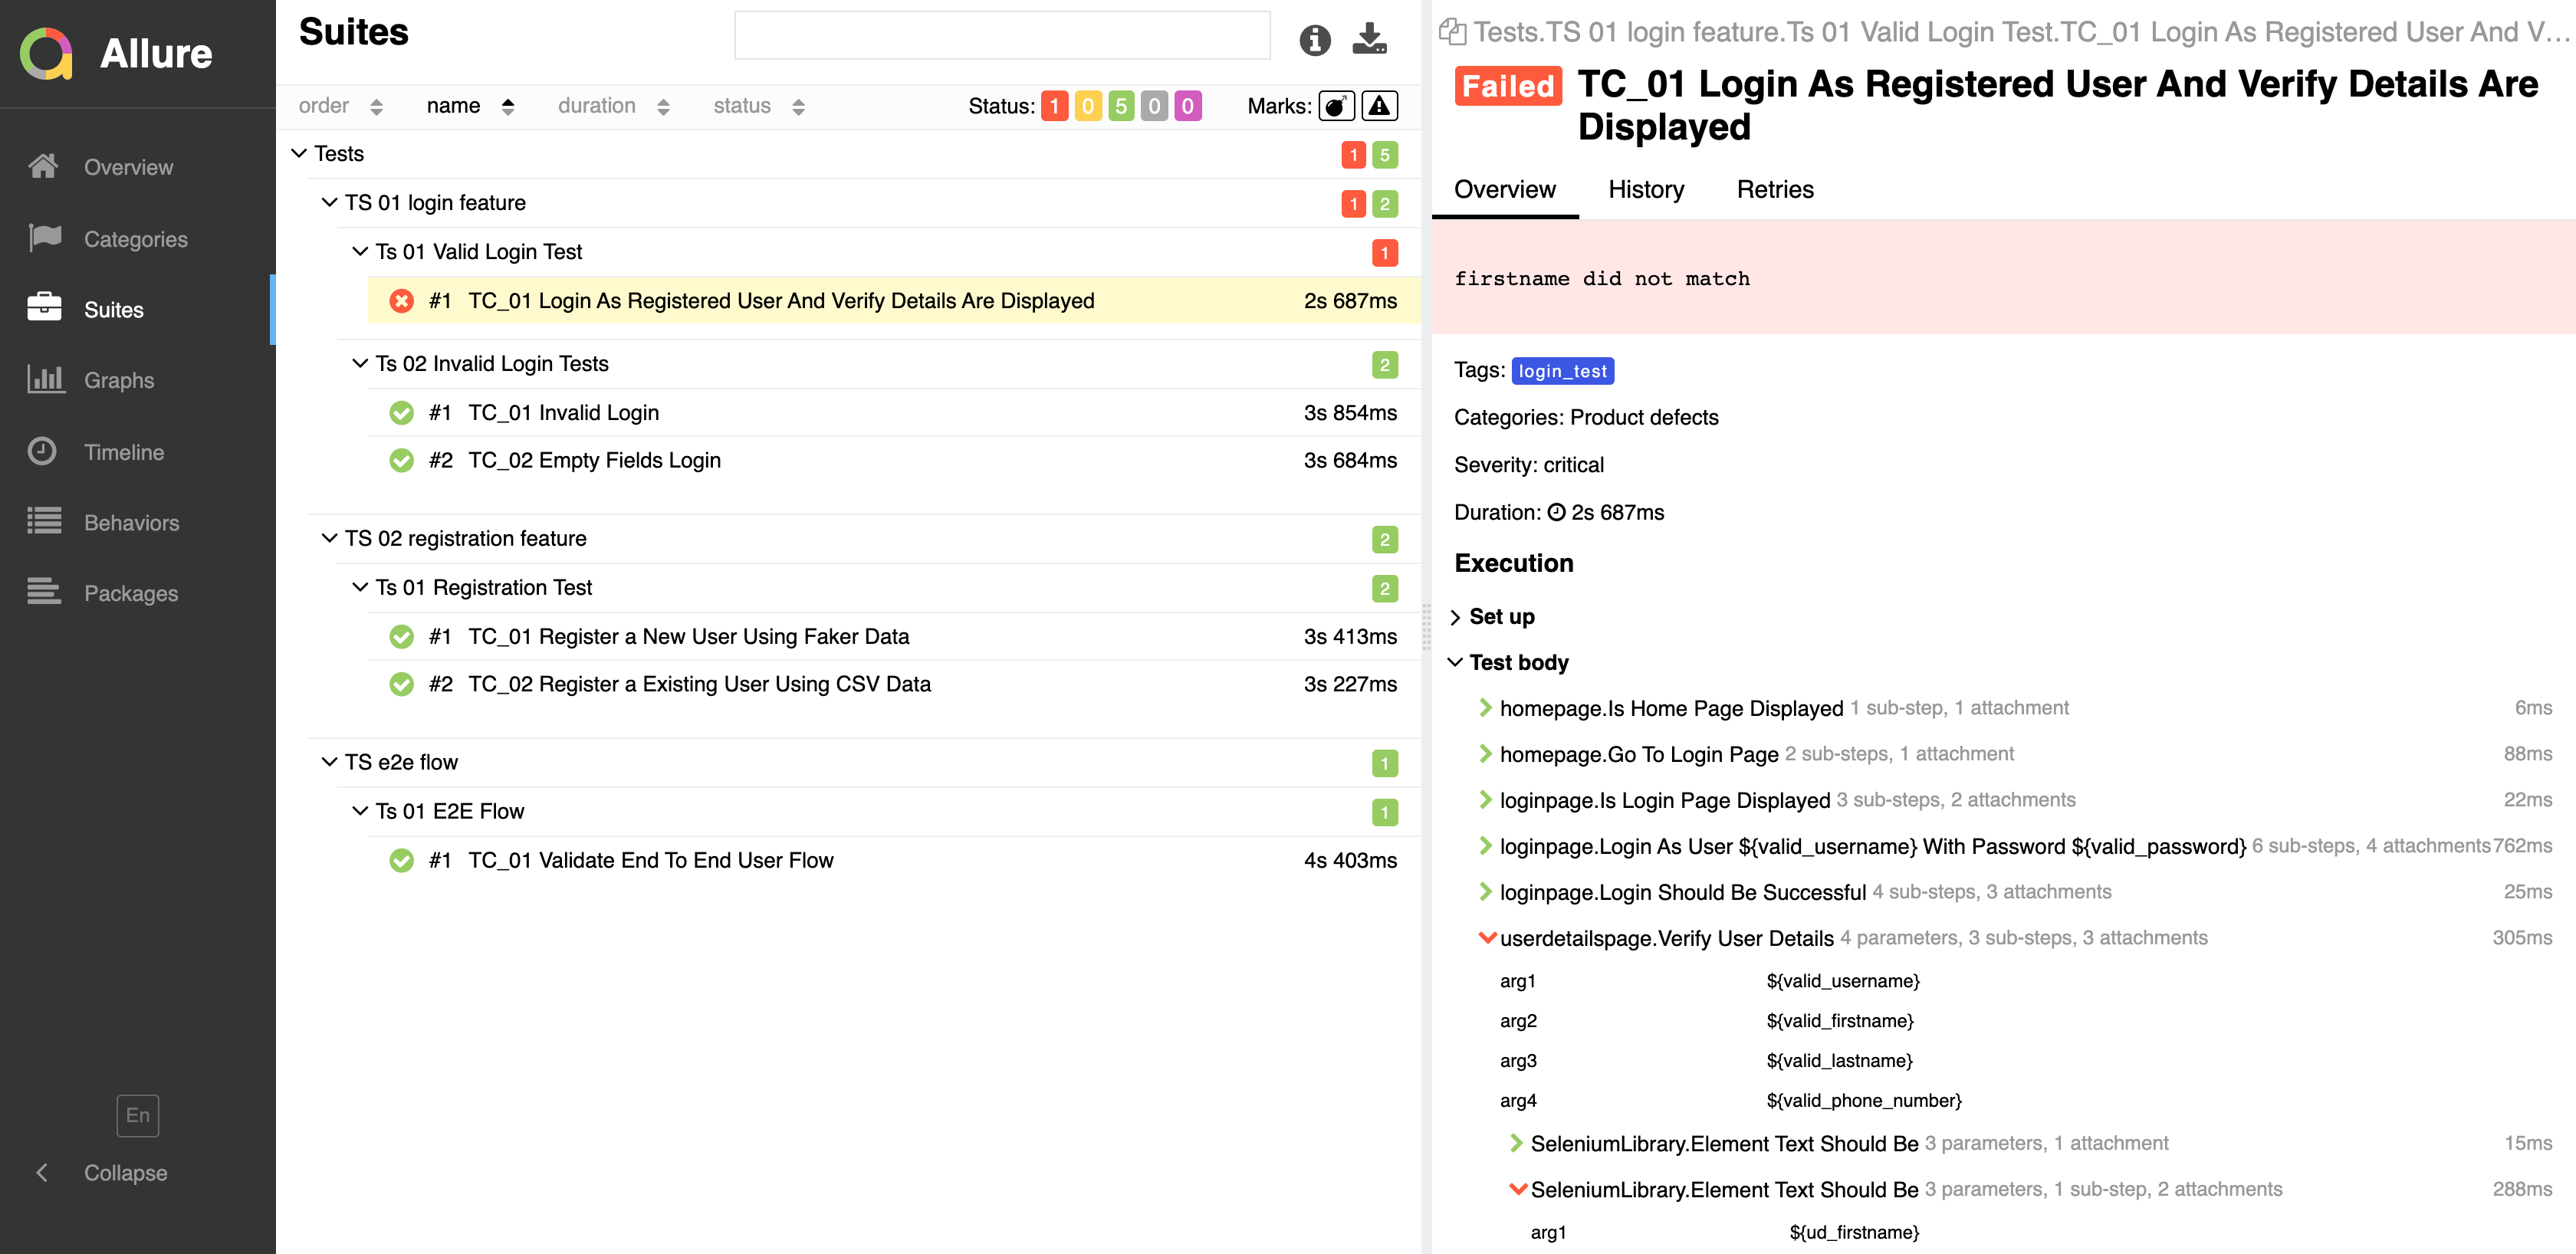 Allure
Overview
Categories
Suites
Graphs
Timeline
Behaviors
Packages
En
Collapse
Suites
order name duration status Status: 1 0 5 0 0 Marks:
Tests 1 5
TS 01 login feature 1 2
Ts 01 Valid Login Test 1
#1 TC_01 Login As Registered User And Verify Details Are Displayed 2s 687ms
Ts 02 Invalid Login Tests 2
#1 TC_01 Invalid Login 3s 854ms
#2 TC_02 Empty Fields Login 3s 684ms
TS 02 registration feature 2
Ts 01 Registration Test 2
#1 TC_01 Register a New User Using Faker Data 3s 413ms
#2 TC_02 Register a Existing User Using CSV Data 3s 227ms
TS e2e flow 1
Ts 01 E2E Flow 1
#1 TC_01 Validate End To End User Flow 4s 403ms
Tests.TS 01 login feature.Ts 01 Valid Login Test.TC_01 Login As Registered User And V…
Failed TC_01 Login As Registered User And Verify Details Are
Displayed
Overview History Retries
firstname did not match
Tags: login_test
Categories: Product defects
Severity: critical
Duration: 2s 687ms
Execution
Set up
Test body
homepage.Is Home Page Displayed 1 sub-step, 1 attachment 6ms
homepage.Go To Login Page 2 sub-steps, 1 attachment 88ms
loginpage.Is Login Page Displayed 3 sub-steps, 2 attachments 22ms
loginpage.Login As User ${valid_username} With Password ${valid_password} 6 sub-steps, 4 attachments 762ms
loginpage.Login Should Be Successful 4 sub-steps, 3 attachments 25ms
userdetailspage.Verify User Details 4 parameters, 3 sub-steps, 3 attachments 305ms
arg1 ${valid_username}
arg2 ${valid_firstname}
arg3 ${valid_lastname}
arg4 ${valid_phone_number}
SeleniumLibrary.Element Text Should Be 3 parameters, 1 attachment 15ms
SeleniumLibrary.Element Text Should Be 3 parameters, 1 sub-step, 2 attachments 288ms
arg1 ${ud_firstname}